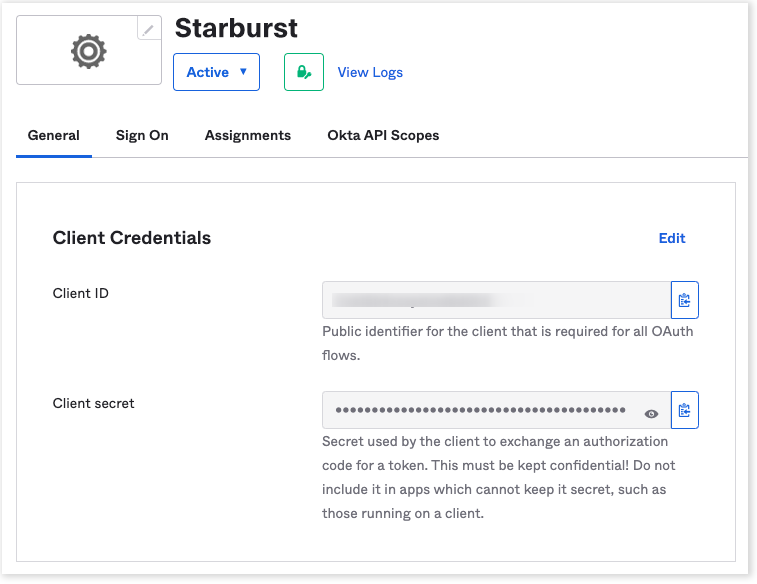 Starburst
Active
View Logs
General
Sign On
Assignments
Okta API Scopes
Client Credentials
Edit
Client ID
Public identifier for the client that is required for all OAuth
flows.
Client secret
••••••••••••••••••••••••••••••••••••••••
Secret used by the client to exchange an authorization
code for a token. This must be kept confidential! Do not
include it in apps which cannot keep it secret, such as
those running on a client.